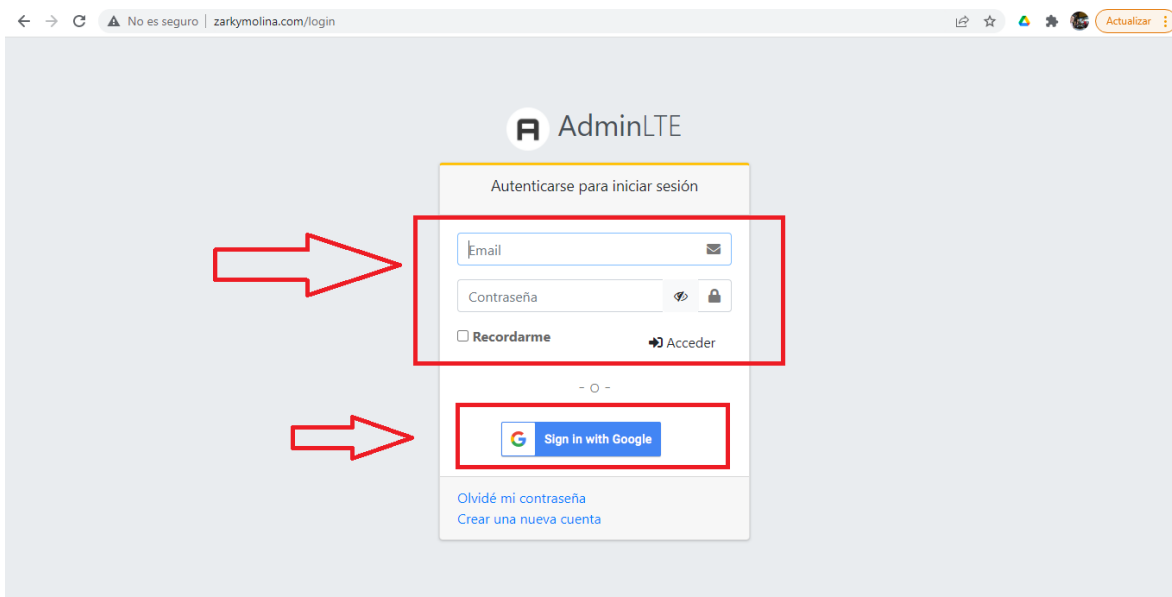 No es seguro | zarkymolina.com/login
Actualizar
AdminLTE
Autenticarse para iniciar sesión
Email
Contraseña
Recordarme
Acceder
- O -
Sign in with Google
Olvidé mi contraseña
Crear una nueva cuenta